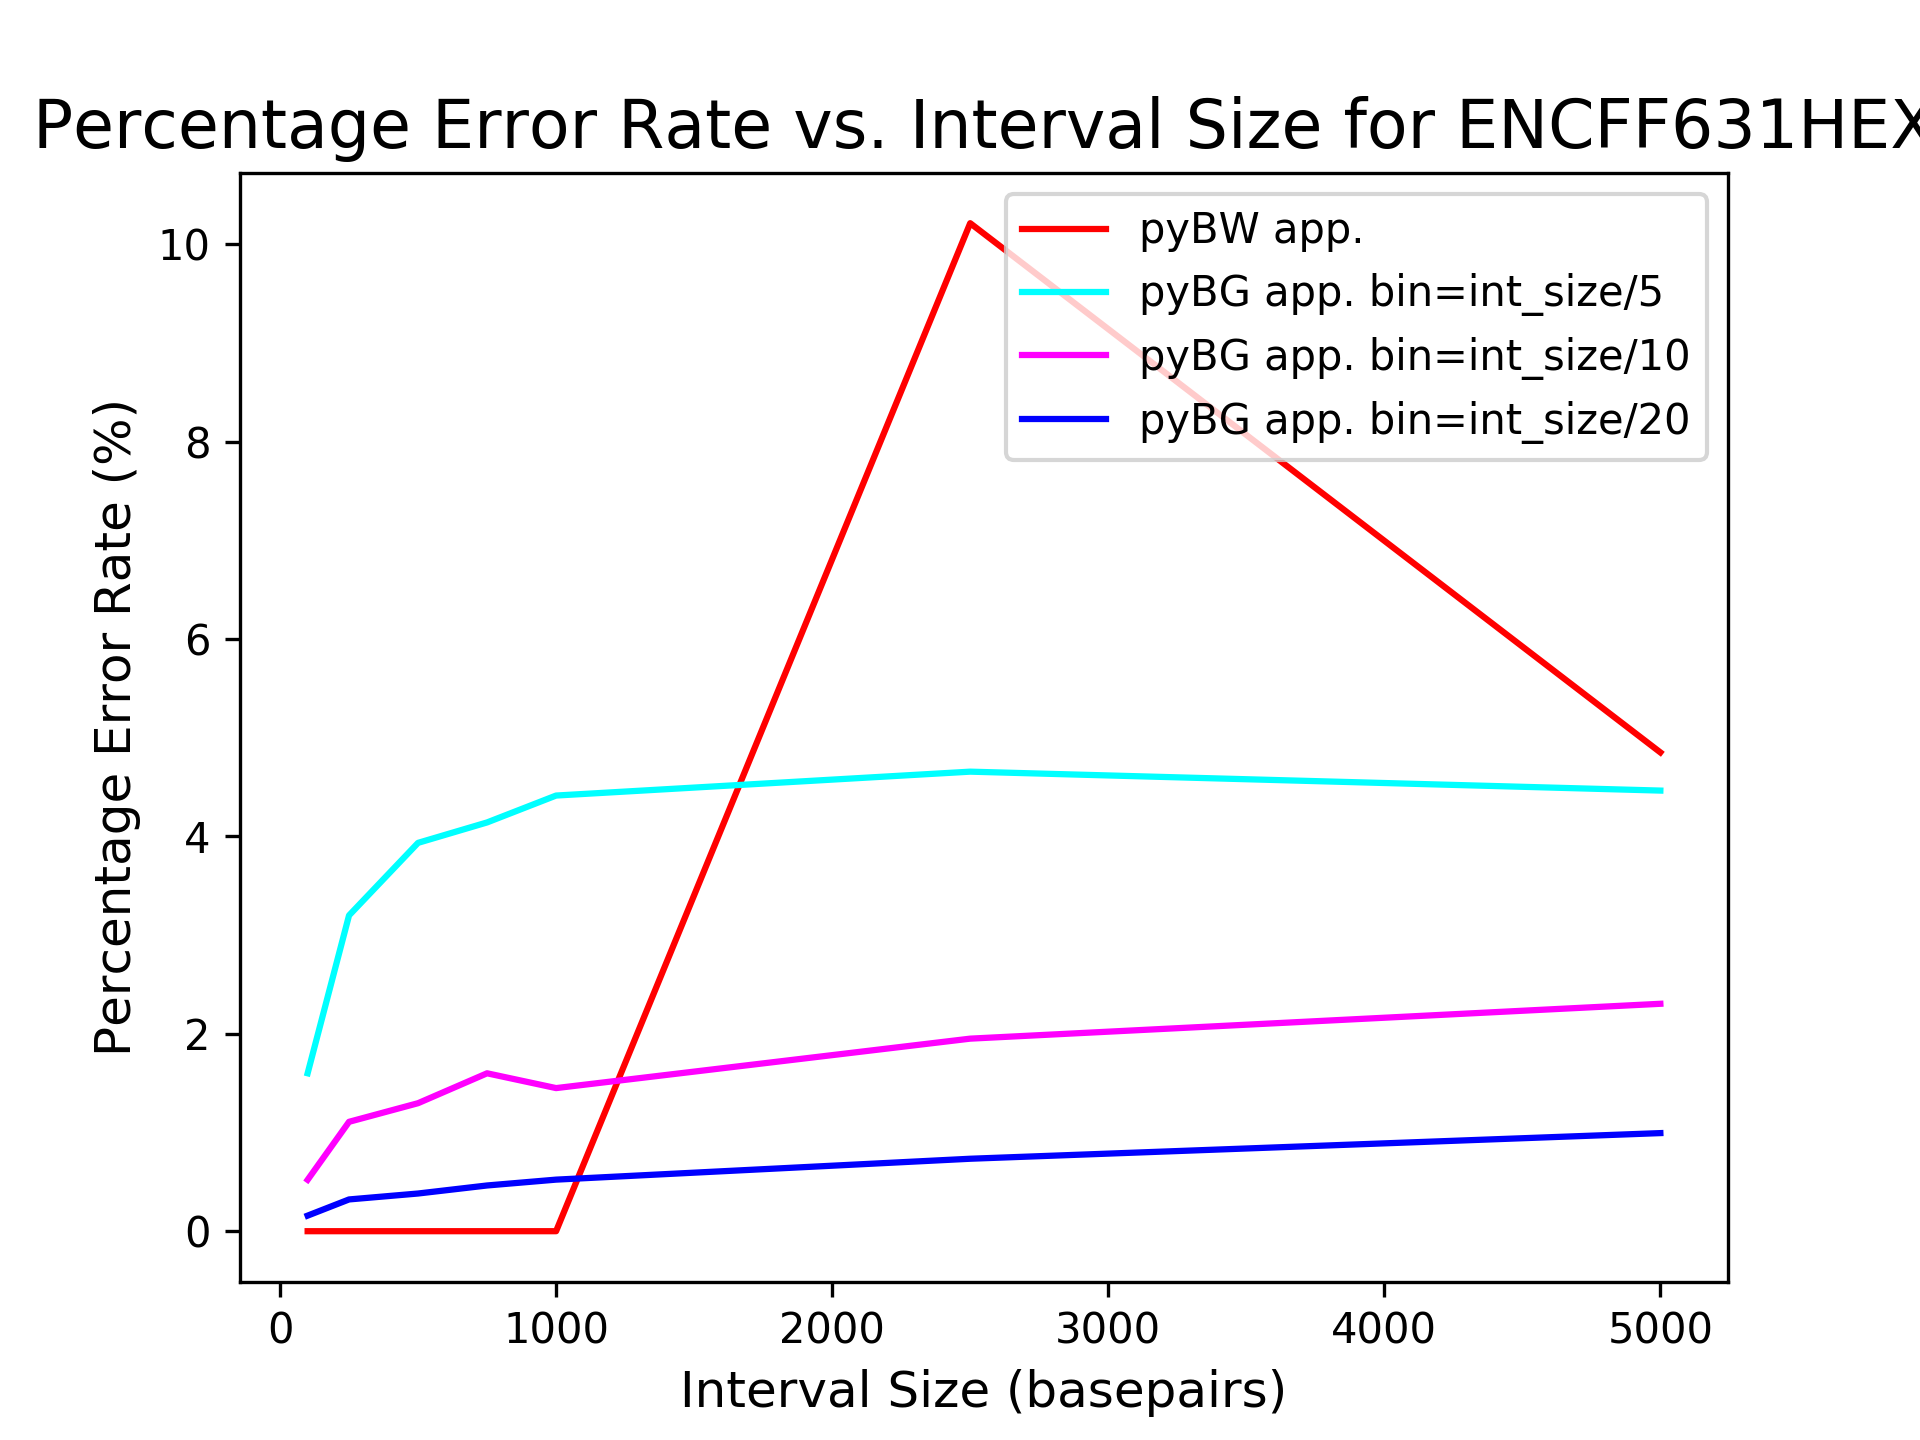 Percentage Error Rate vs. Interval Size for ENCFF631HEX
pyBW app.
pyBG app. bin=int_size/5
pyBG app. bin=int_size/10
pyBG app. bin=int_size/20
Percentage Error Rate (%)
10
8
6
4
2
0
0 1000 2000 3000 4000 5000
Interval Size (basepairs)